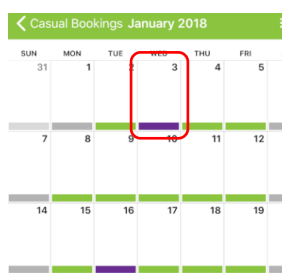 Casual Bookings January 2018
SUN MON TUE WED THU FRI
31 1 2 3 4 5
7 8 9 10 11 12
14 15 16 17 18 19